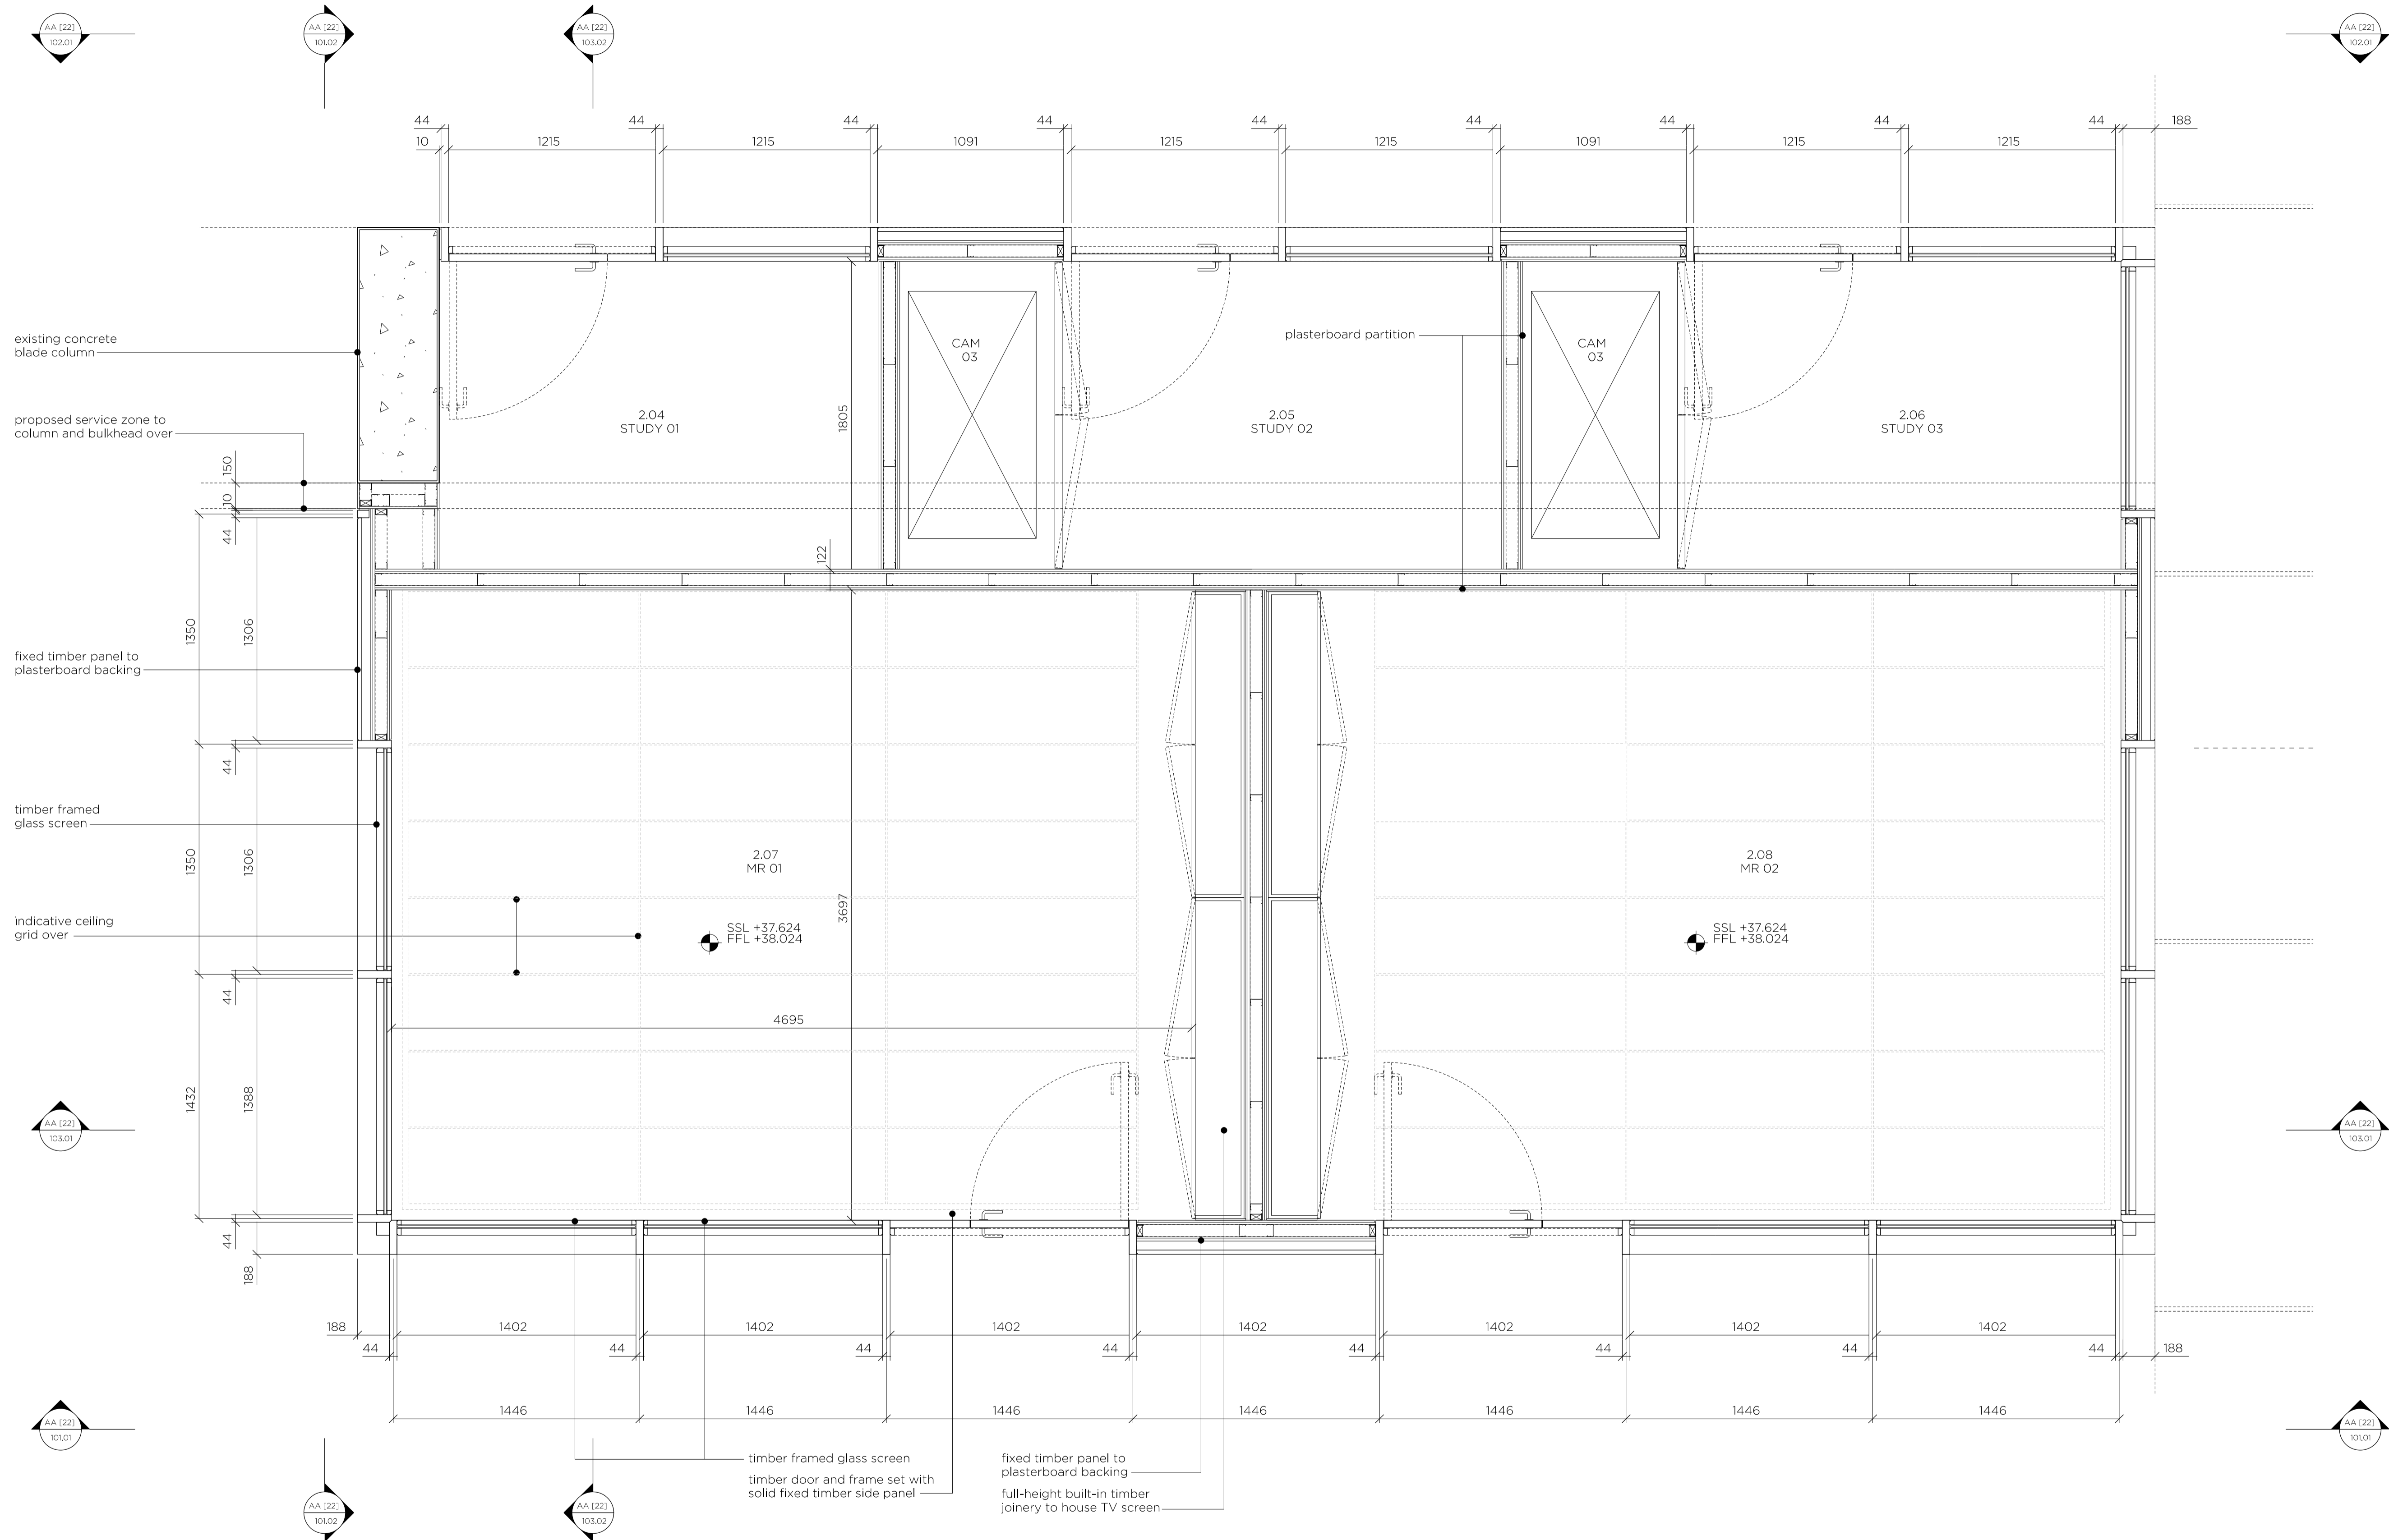 AA [22]
102.01
AA [22]
101.02
AA [22]
103.02
AA [22]
102.01
44
44
44
44
44
44
44
44
44
188
10
1215
1215
1091
1215
1215
1091
1215
1215
existing concrete
blade column
plasterboard partition
CAM
03
CAM
03
proposed service zone to
column and bulkhead over
2.04
STUDY 01
1805
2.05
STUDY 02
2.06
STUDY 03
150
10
44
122
1350
1306
fixed timber panel to
plasterboard backing
44
timber framed
glass screen
1350
1306
2.07
MR 01
2.08
MR 02
3697
indicative ceiling
grid over
SSL +37.624
FFL +38.024
SSL +37.624
FFL +38.024
44
4695
1432
1388
AA [22]
103.01
AA [22]
103.01
44
188
188
1402
1402
1402
1402
1402
1402
1402
44
44
44
44
44
44
44
44
188
1446
1446
1446
1446
1446
1446
1446
AA [22]
101.01
AA [22]
101.01
timber framed glass screen
timber door and frame set with
solid fixed timber side panel
fixed timber panel to
plasterboard backing
full-height built-in timber
joinery to house TV screen
AA [22]
101.02
AA [22]
103.02